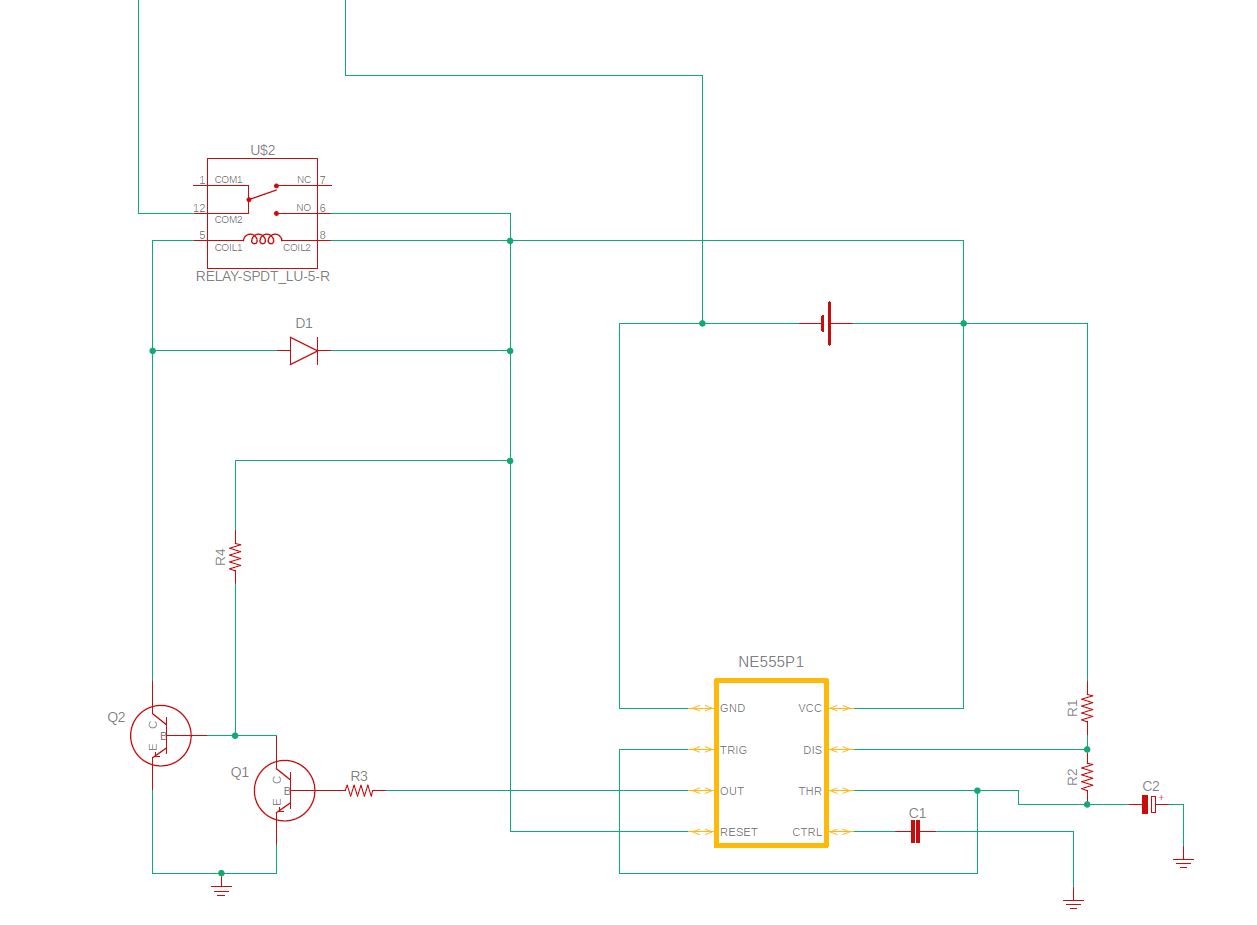 U$2
1 COM1 NC 7
12 NO 6
COM2
5 8
COIL1 COIL2
RELAY-SPDT_LU-5-R
D1
R4
NE555P1
GND VCC
R1
Q2
C
B
E
TRIG DIS
Q1
C
B
E
R3
OUT THR
R2
C2
+
C1
RESET CTRL